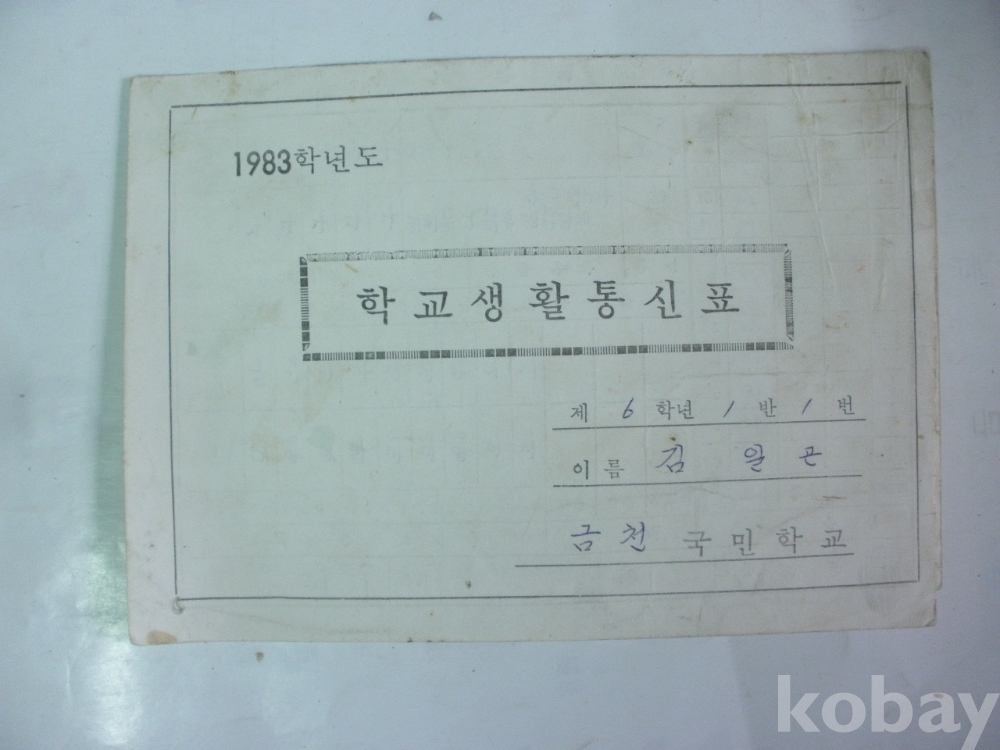 1983학년도
학교생활통신표
제 6 학년 1 반 1 번
이름 김 일 곤
금천 국민학교
kobay